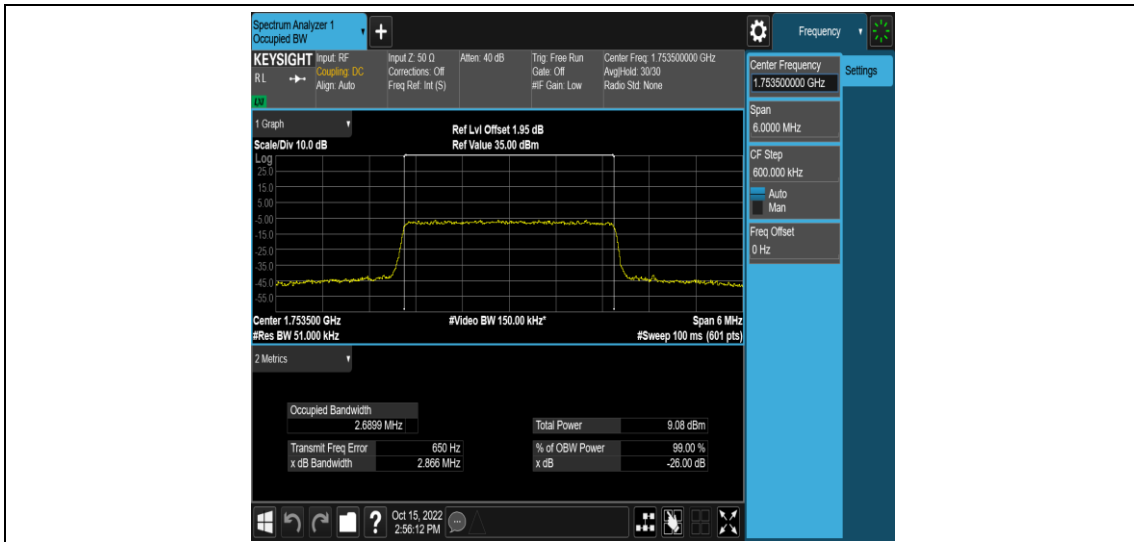 Spectrum Analyzer 1
Occupied BW
Frequency
KEYSIGHT
RL
LXI
Input: RF
Coupling: DC
Align: Auto
Input Z: 50 Ω
Corrections: Off
Freq Ref: Int (S)
Atten: 40 dB
Trig: Free Run
Gate: Off
#IF Gain: Low
Center Freq: 1.753500000 GHz
Avg|Hold: 30/30
Radio Std: None
Center Frequency
1.753500000 GHz
Settings
Span
6.0000 MHz
CF Step
600.000 kHz
Auto
Man
Freq Offset
0 Hz
1 Graph
Ref Lvl Offset 1.95 dB
Scale/Div 10.0 dB
Ref Value 35.00 dBm
Log
25.0
15.0
5.00
-5.00
-15.0
-25.0
-35.0
-45.0
-55.0
Center 1.753500 GHz
#Video BW 150.00 kHz*
Span 6 MHz
#Res BW 51.000 kHz
#Sweep 100 ms (601 pts)
2 Metrics
Occupied Bandwidth
2.6899 MHz
Total Power 9.08 dBm
Transmit Freq Error 650 Hz
% of OBW Power 99.00 %
x dB Bandwidth 2.866 MHz
x dB -26.00 dB
?
Oct 15, 2022
2:56:12 PM